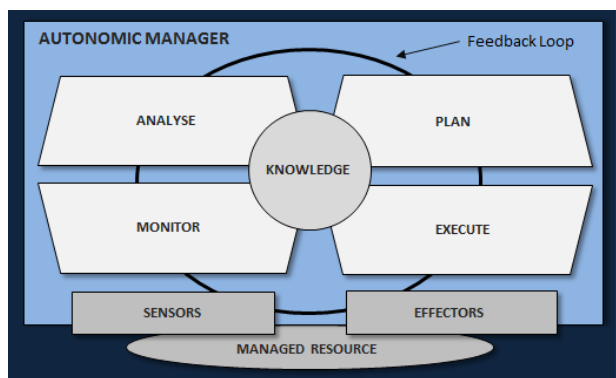 AUTONOMIC MANAGER
Feedback Loop
ANALYSE
PLAN
KNOWLEDGE
MONITOR
EXECUTE
SENSORS
EFFECTORS
MANAGED RESOURCE